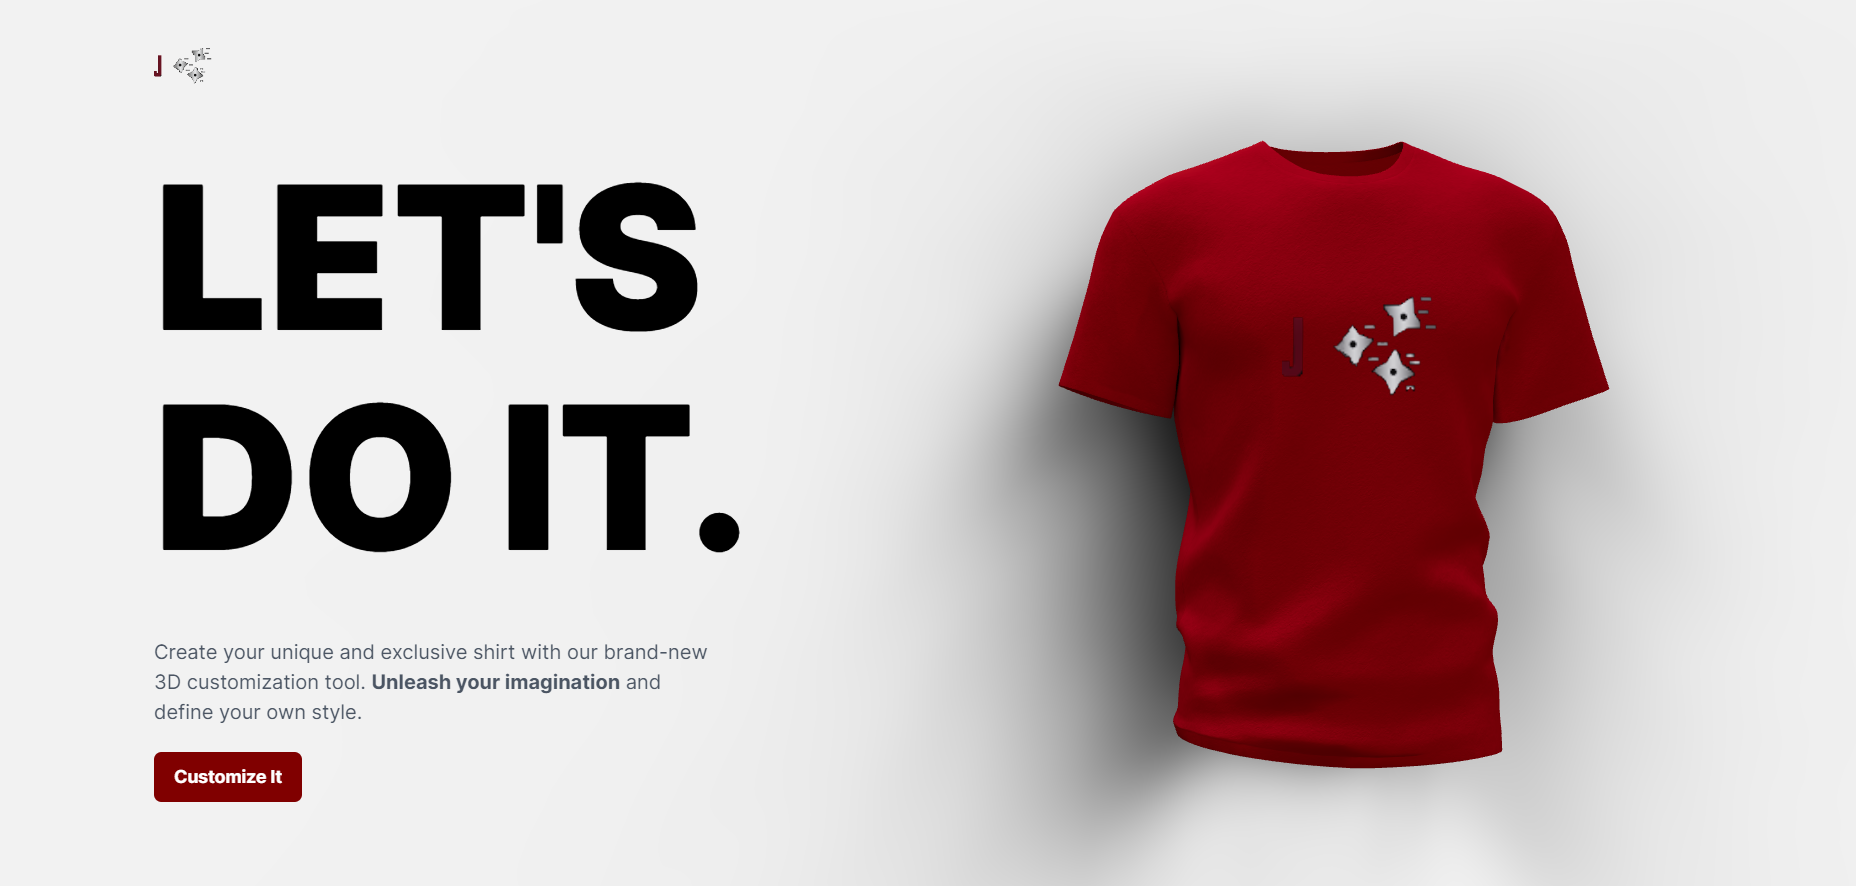 J
LET'S
DO IT.
Create your unique and exclusive shirt with our brand-new
3D customization tool. Unleash your imagination and
define your own style.
Customize It
J